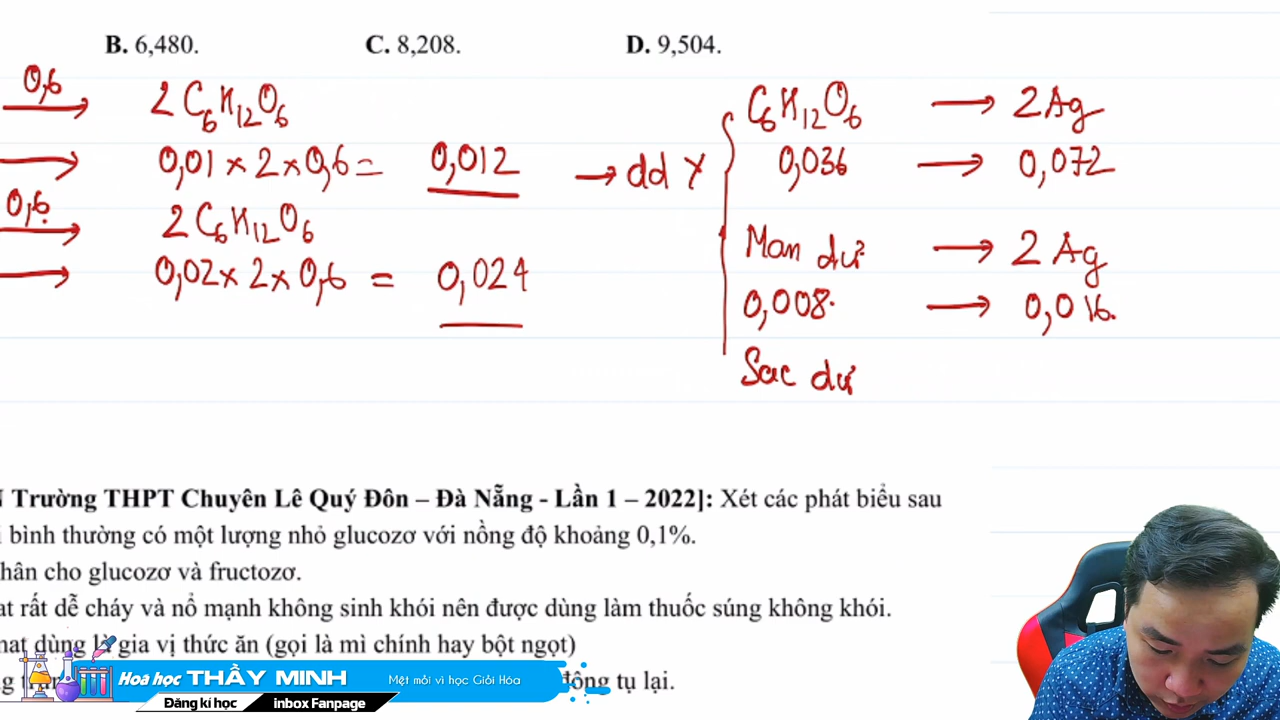 B. 6,480. C. 8,208. D. 9,504.
0,6 2 C6H12O6
0,01 × 2 × 0,6 = 0,012
0,6 2 C6H12O6
0,02 × 2 × 0,6 = 0,024
→ dd Y
C6H12O6 → 2 Ag
0,036 → 0,072
Man dư → 2 Ag
0,008 → 0,016
Sac dư
Trường THPT Chuyên Lê Quý Đôn – Đà Nẵng - Lần 1 – 2022]: Xét các phát biểu sau
bình thường có một lượng nhỏ glucozơ với nồng độ khoảng 0,1%.
hân cho glucozơ và fructozơ.
at rất dễ cháy và nổ mạnh không sinh khói nên được dùng làm thuốc súng không khói.
mat dùng là gia vị thức ăn (gọi là mì chính hay bột ngọt)
đông tụ lại.
Hoá học THẦY MINH Mệt mỏi vì học Giỏi Hóa
Đăng kí học inbox Fanpage